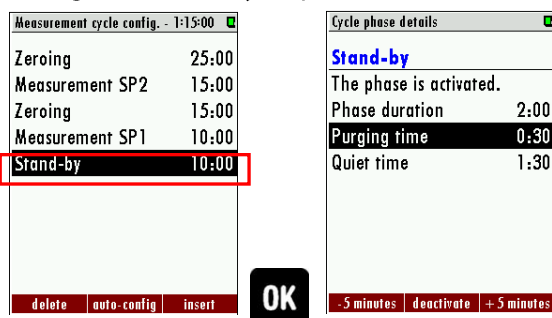 Measurement cycle config. - 1:15:00
Zeroing 25:00
Measurement SP2 15:00
Zeroing 15:00
Measurement SP1 10:00
Stand-by 10:00
delete auto-config insert
OK
Cycle phase details
Stand-by
The phase is activated.
Phase duration 2:00
Purging time 0:30
Quiet time 1:30
-5 minutes deactivate +5 minutes